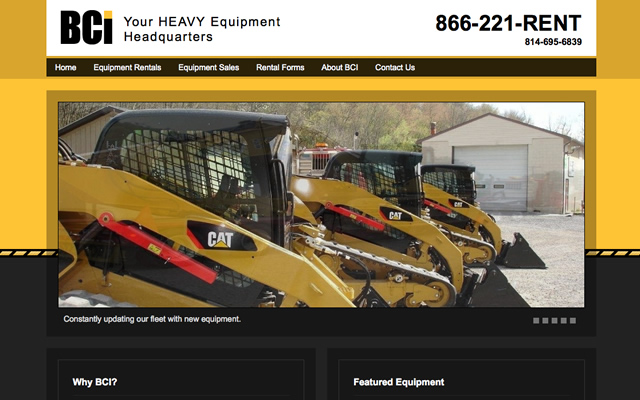 BCi
Your HEAVY Equipment
Headquarters
866-221-RENT
814-695-6839
Home Equipment Rentals Equipment Sales Rental Forms About BCI Contact Us
CAT
CAT
CAT
Constantly updating our fleet with new equipment.
Why BCI?
Featured Equipment